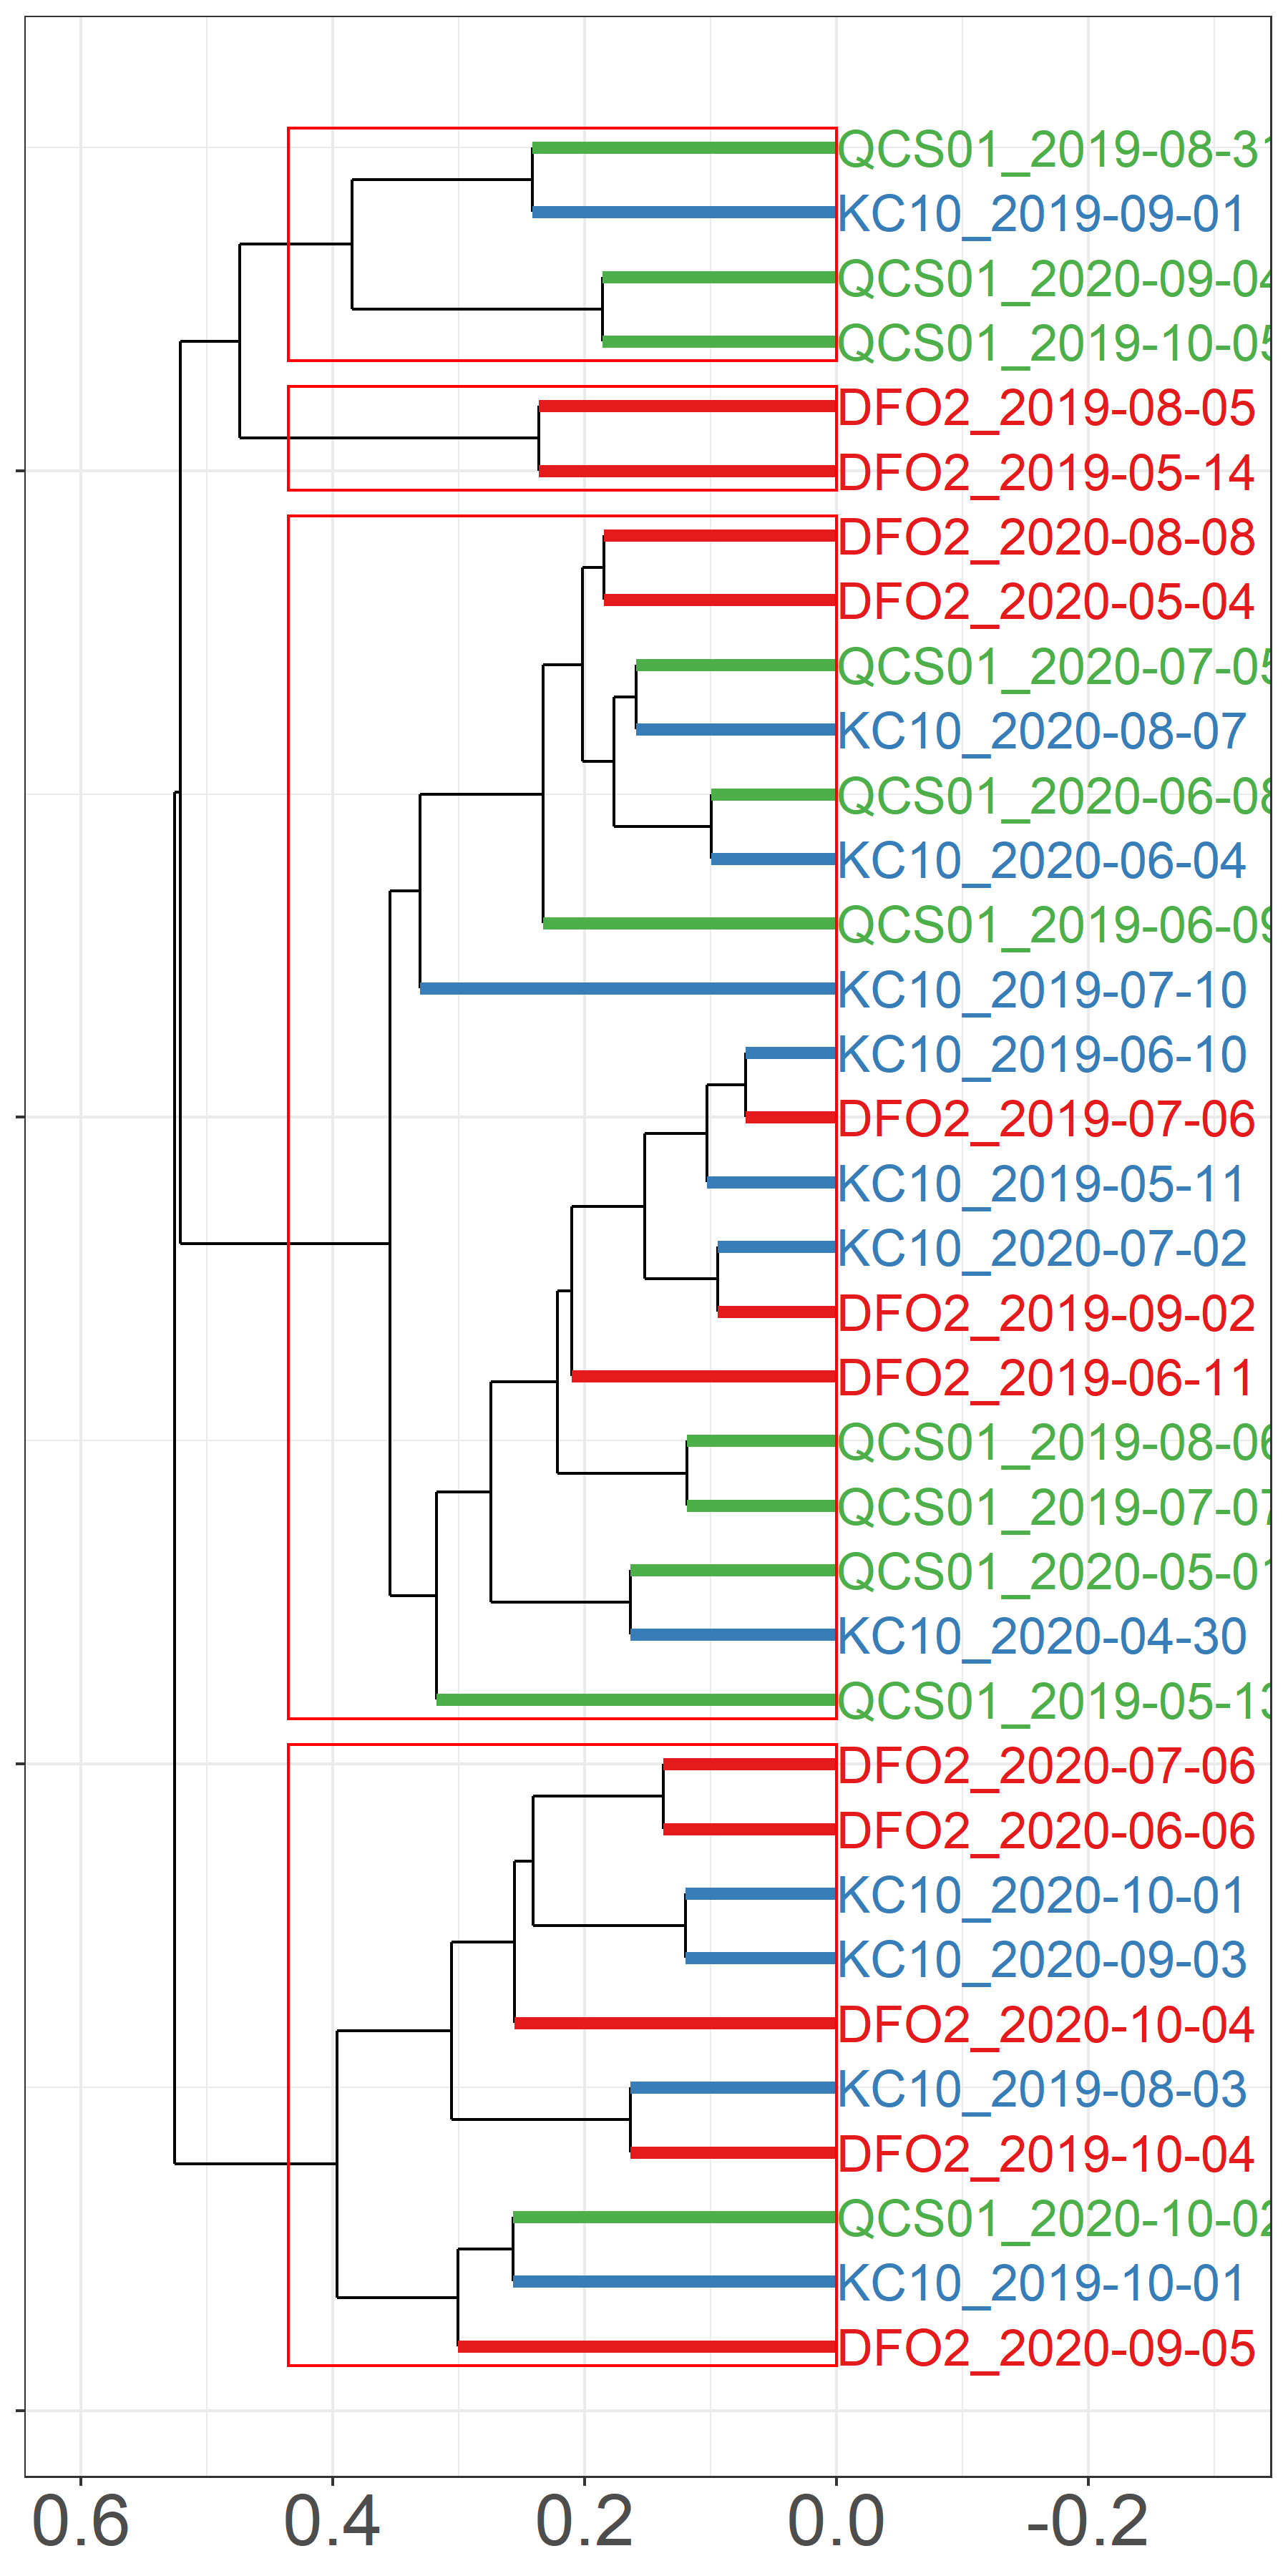 QCS01_2019-08-31
KC10_2019-09-01
QCS01_2020-09-04
QCS01_2019-10-05
DFO2_2019-08-05
DFO2_2019-05-14
DFO2_2020-08-08
DFO2_2020-05-04
QCS01_2020-07-05
KC10_2020-08-07
QCS01_2020-06-08
KC10_2020-06-04
QCS01_2019-06-09
KC10_2019-07-10
KC10_2019-06-10
DFO2_2019-07-06
KC10_2019-05-11
KC10_2020-07-02
DFO2_2019-09-02
DFO2_2019-06-11
QCS01_2019-08-06
QCS01_2019-07-07
QCS01_2020-05-01
KC10_2020-04-30
QCS01_2019-05-13
DFO2_2020-07-06
DFO2_2020-06-06
KC10_2020-10-01
KC10_2020-09-03
DFO2_2020-10-04
KC10_2019-08-03
DFO2_2019-10-04
QCS01_2020-10-02
KC10_2019-10-01
DFO2_2020-09-05
0.6 0.4 0.2 0.0 -0.2